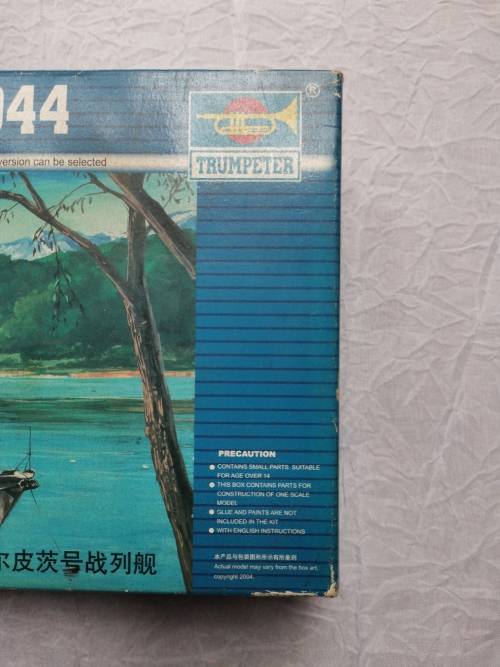 944
version can be selected
®
TRUMPETER
PRECAUTION
CONTAINS SMALL PARTS. SUITABLE
FOR AGE OVER 14
THIS BOX CONTAINS PARTS FOR
CONSTRUCTION OF ONE SCALE
MODEL
GLUE AND PAINTS ARE NOT
INCLUDED IN THE KIT
WITH ENGLISH INSTRUCTIONS
尔皮茨号战列舰
本产品与包装图和所示有所差别
Actual model may vary from the box art.
copyright 2004.